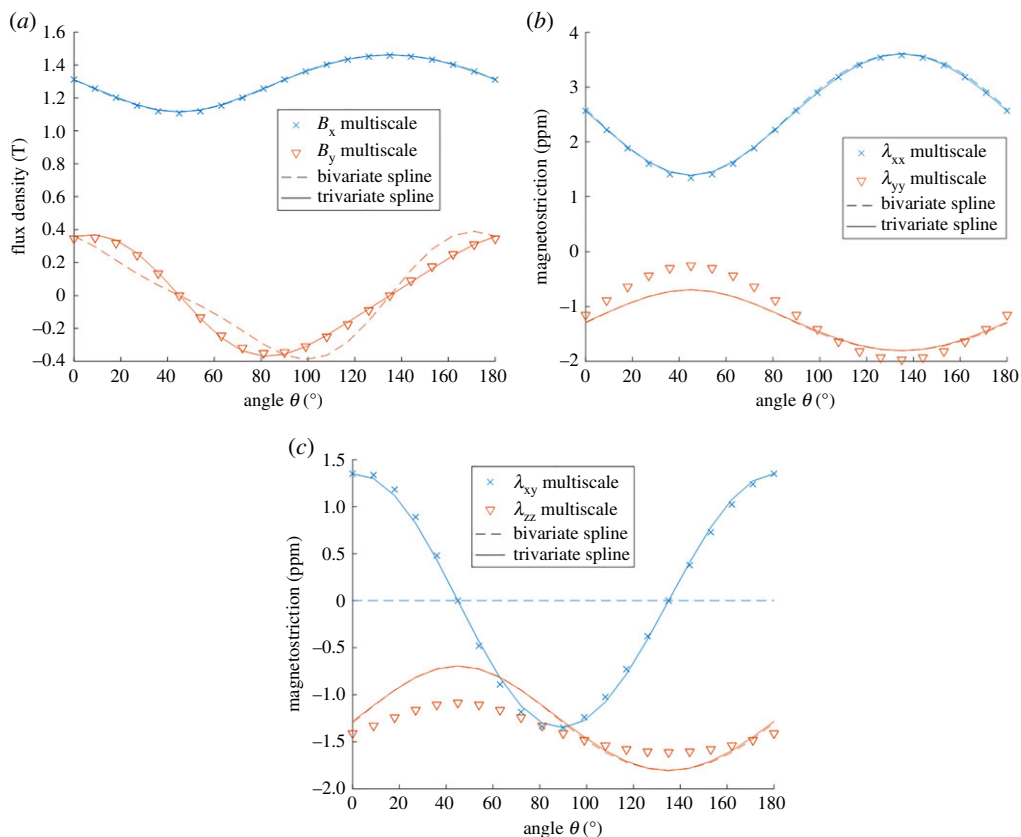 (a)
1.6
1.4
1.2
1.0
0.8
0.6
0.4
0.2
0
–0.2
–0.4
flux density (T)
Bx multiscale
By multiscale
bivariate spline
trivariate spline
0 20 40 60 80 100 120 140 160 180
angle θ (°)
(b)
4
3
2
1
0
–1
–2
magnetostriction (ppm)
λxx multiscale
λyy multiscale
bivariate spline
trivariate spline
0 20 40 60 80 100 120 140 160 180
angle θ (°)
(c)
1.5
1.0
0.5
0
–0.5
–1.0
–1.5
–2.0
magnetostriction (ppm)
λxy multiscale
λzz multiscale
bivariate spline
trivariate spline
0 20 40 60 80 100 120 140 160 180
angle θ (°)